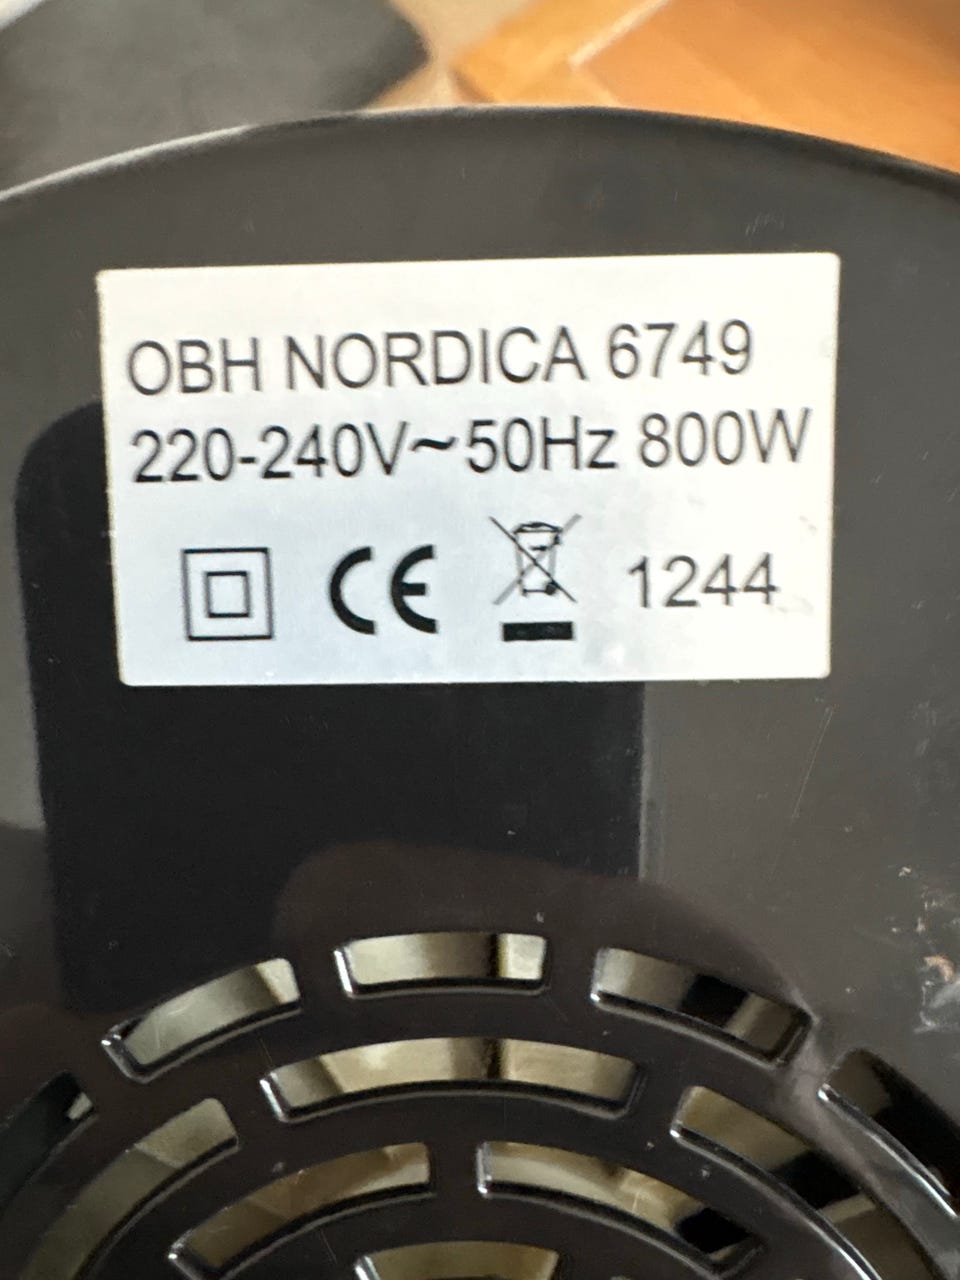 OBH NORDICA 6749
220-240V~50Hz 800W
CE 1244